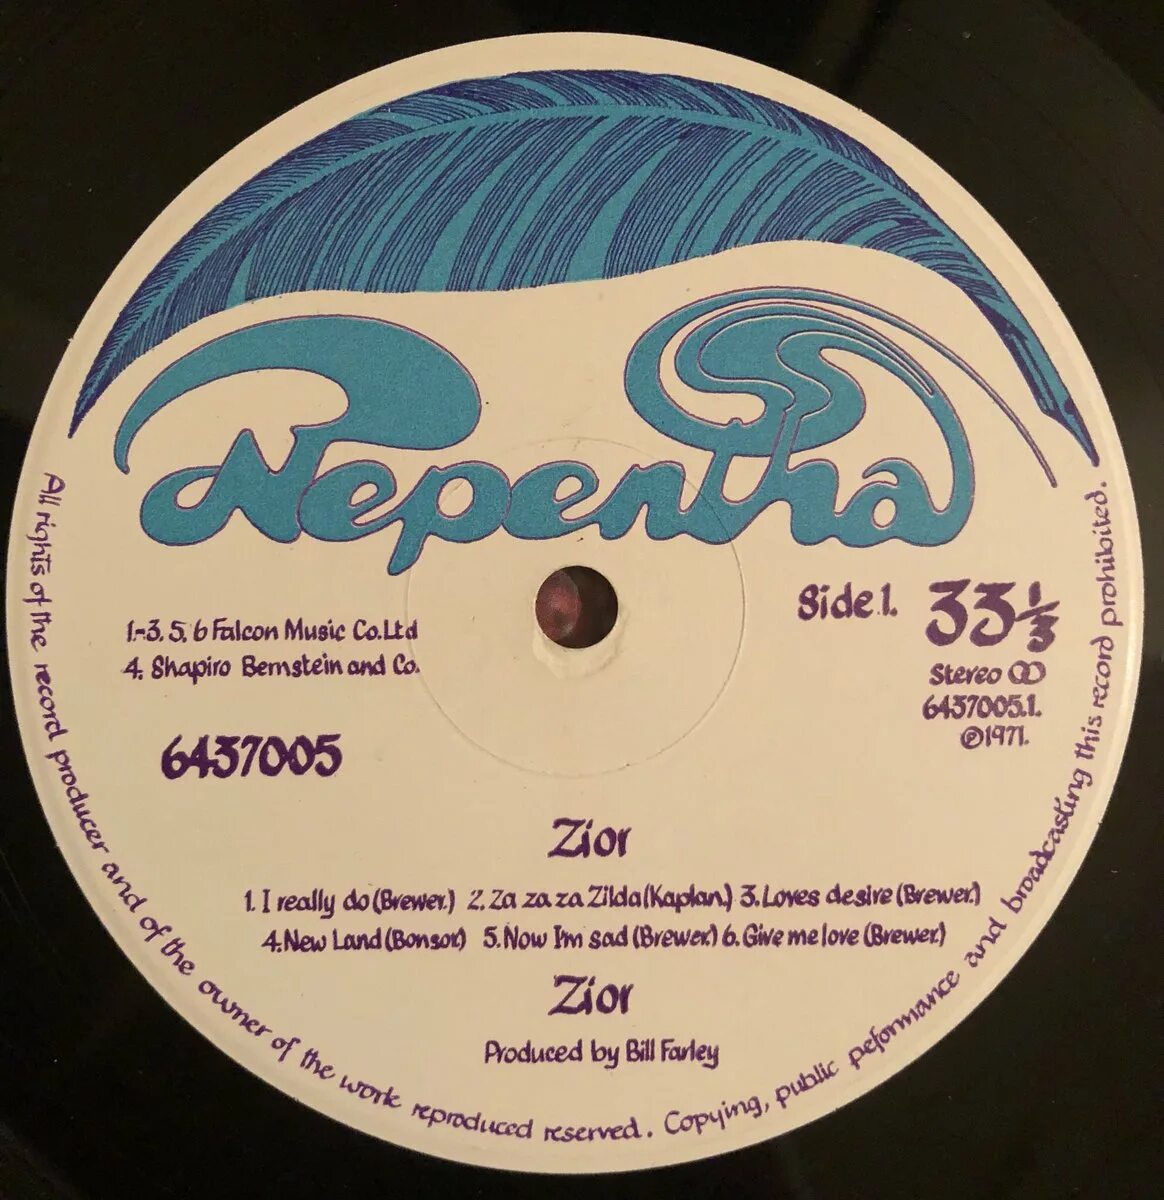 Nepentha
Side 1. 33 1/3
1.-3, 5, 6 Falcon Music Co. Ltd
4. Shapiro Bernstein and Co.
Stereo
6437005.1.
℗1971.
6437005
Zior
1. I really do (Brewer.) 2. Za za za Zilda (Kaplan.) 3. Loves desire (Brewer.)
4. New Land (Bonsor.) 5. Now I'm sad (Brewer.) 6. Give me love (Brewer.)
Zior
Produced by Bill Farley
All rights of the record producer and of the owner of the work reproduced reserved. Copying, public peformance and broadcasting this record prohibited.